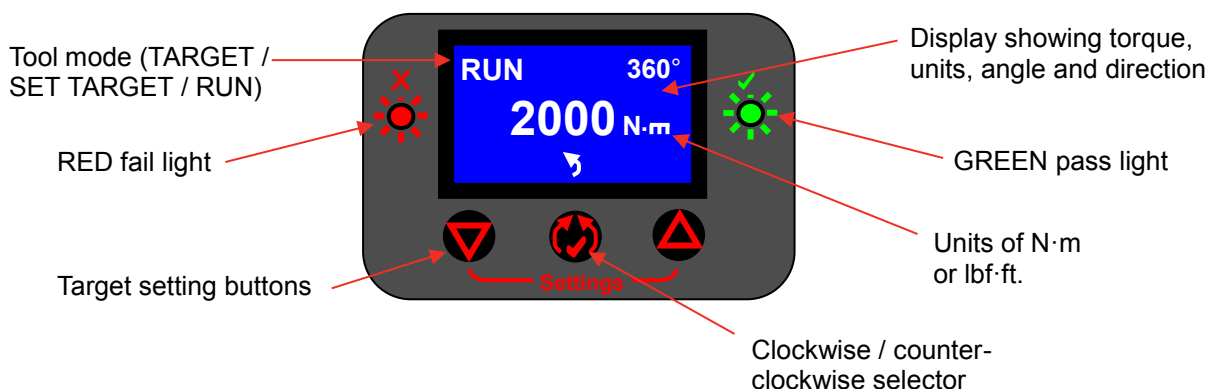 Tool mode (TARGET /
SET TARGET / RUN)
RED fail light
Target setting buttons
RUN
360°
2000 N·m
Settings
Display showing torque,
units, angle and direction
GREEN pass light
Units of N·m
or lbf·ft.
Clockwise / counter-
clockwise selector